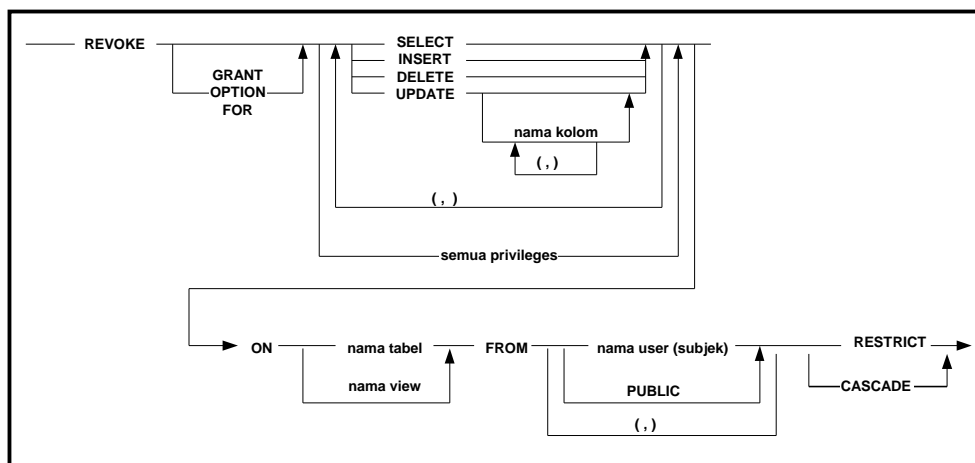 REVOKE
GRANT
OPTION
FOR
SELECT
INSERT
DELETE
UPDATE
nama kolom
( , )
( , )
semua privileges
ON
nama tabel
nama view
FROM
nama user (subjek)
PUBLIC
( , )
RESTRICT
CASCADE